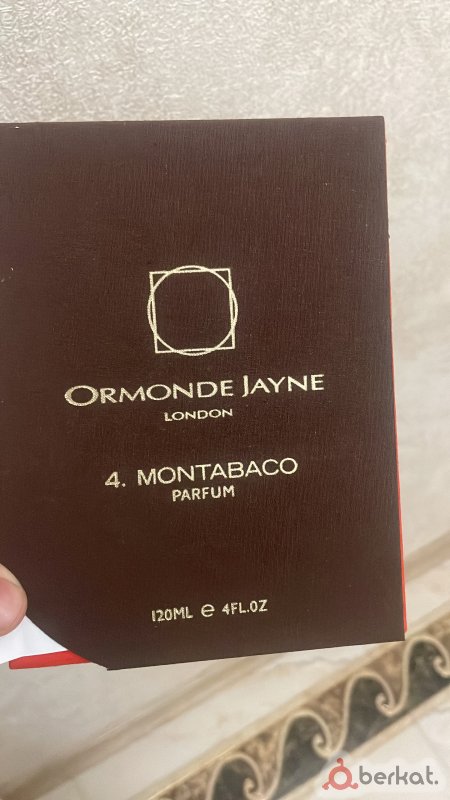 ORMONDE JAYNE
LONDON
4. MONTABACO
PARFUM
120ML e 4FL.OZ
berkat.